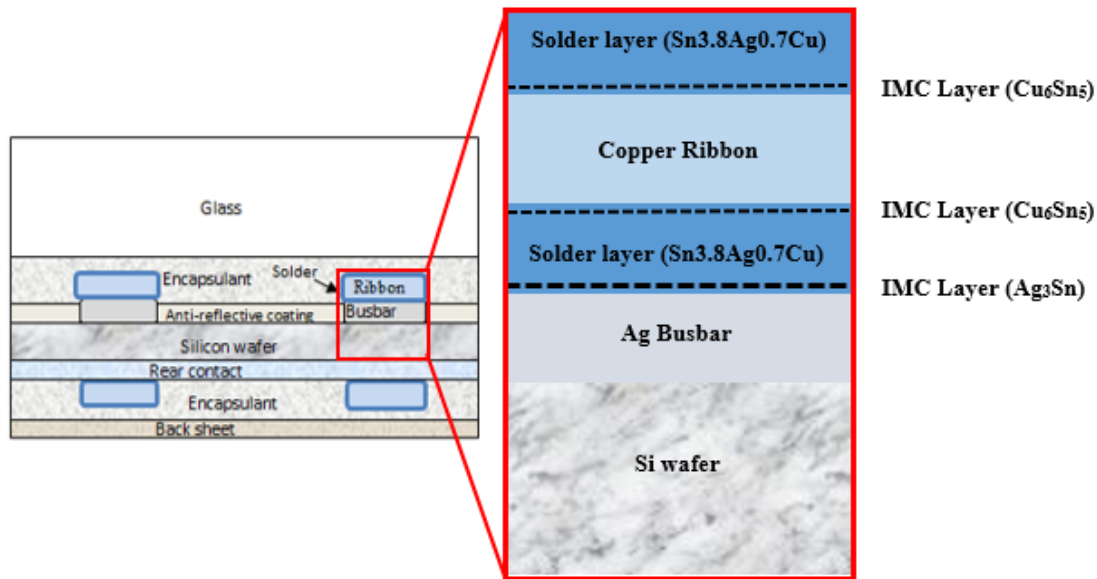 Glass
Encapsulant
Solder
Ribbon
Busbar
Anti-reflective coating
Silicon wafer
Rear contact
Encapsulant
Back sheet
Solder layer (Sn3.8Ag0.7Cu)
IMC Layer (Cu₆Sn₅)
Copper Ribbon
IMC Layer (Cu₆Sn₅)
Solder layer (Sn3.8Ag0.7Cu)
IMC Layer (Ag₃Sn)
Ag Busbar
Si wafer